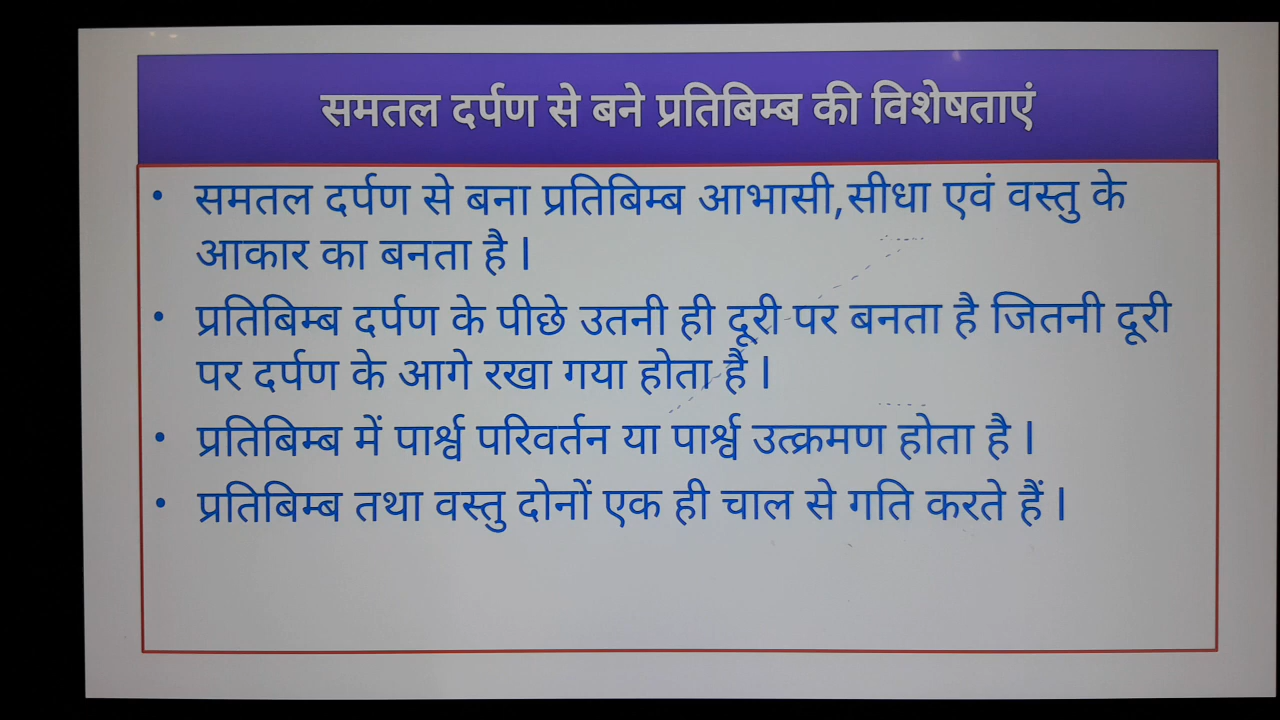 समतल दर्पण से बने प्रतिबिम्ब की विशेषताएं
• समतल दर्पण से बना प्रतिबिम्ब आभासी,सीधा एवं वस्तु के
आकार का बनता है l
• प्रतिबिम्ब दर्पण के पीछे उतनी ही दूरी पर बनता है जितनी दूरी
पर दर्पण के आगे रखा गया होता है l
• प्रतिबिम्ब में पार्श्व परिवर्तन या पार्श्व उत्क्रमण होता है l
• प्रतिबिम्ब तथा वस्तु दोनों एक ही चाल से गति करते हैं l